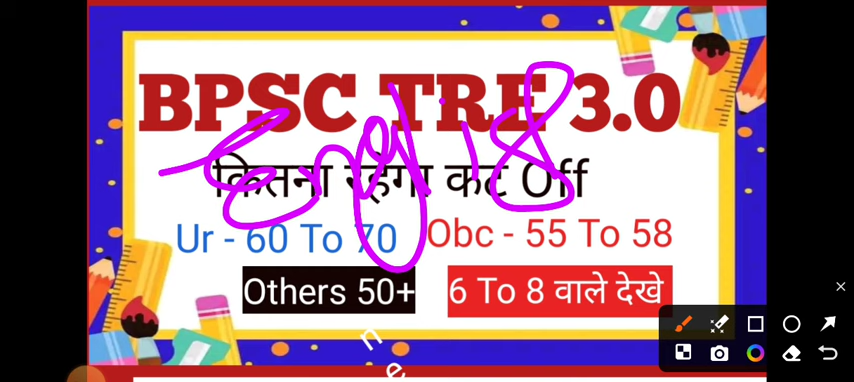 BPSC TRE 3.0
कितना रहेगा कट Off
Ur - 60 To 70
Obc - 55 To 58
Others 50+
6 To 8 वाले देखे
n
e